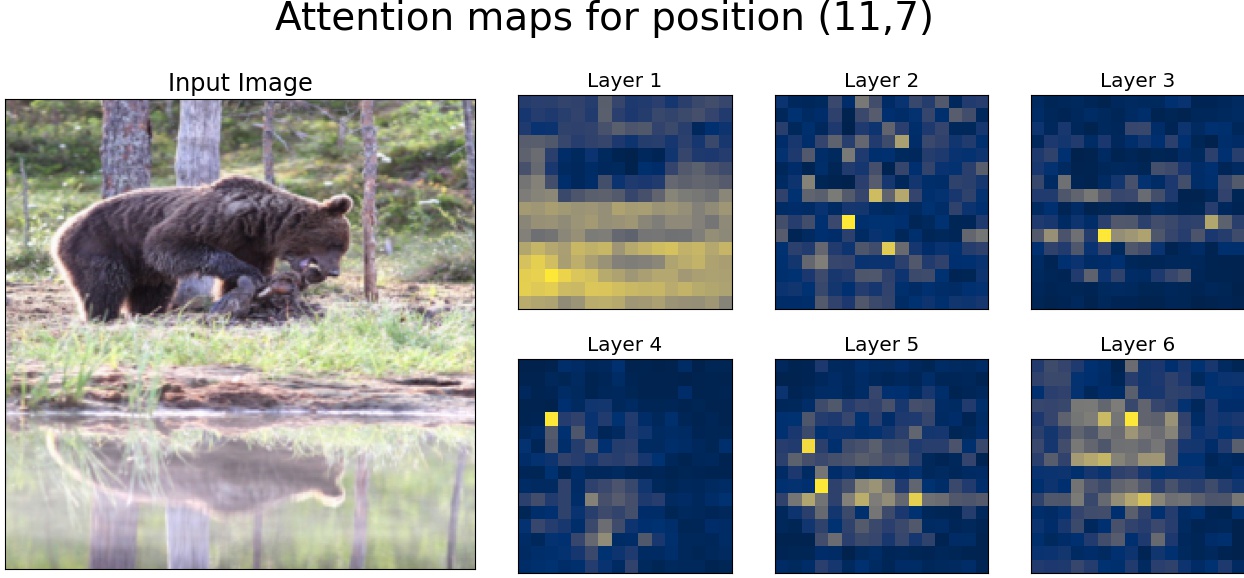 Attention maps for position (11,7)
Input Image
Layer 1
Layer 2
Layer 3
Layer 4
Layer 5
Layer 6